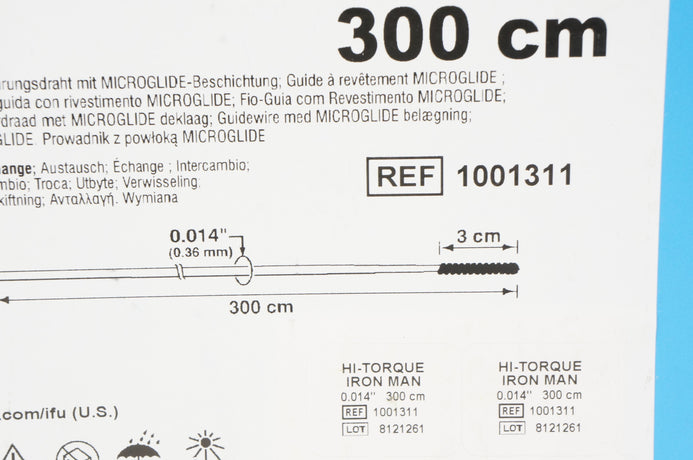 300 cm
rungsdraht mit MICROGLIDE-Beschichtung; Guide à revêtement MICROGLIDE ;
guida con rivestimento MICROGLIDE; Fio-Guia com Revestimento MICROGLIDE;
draad met MICROGLIDE deklaag; Guidewire med MICROGLIDE belægning;
GLIDE. Prowadnik z powłoką MICROGLIDE
ange; Austausch; Échange ; Intercambio;
mbio; Troca; Utbyte; Verwisseling;
kiftning; Ανταλλαγή. Wymiana
REF 1001311
0.014"
(0.36 mm)
3 cm
300 cm
HI-TORQUE
IRON MAN
0.014" 300 cm
REF 1001311
LOT 8121261
HI-TORQUE
IRON MAN
0.014" 300 cm
REF 1001311
LOT 8121261
.com/ifu (U.S.)